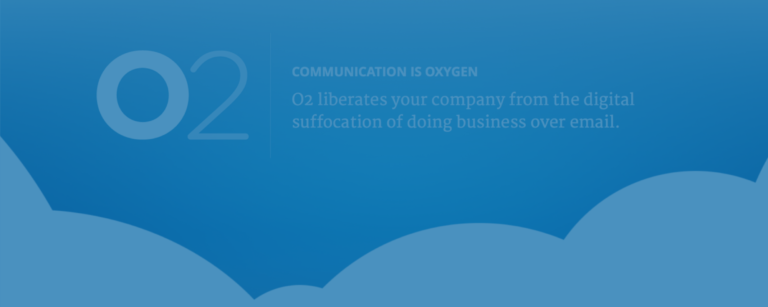 O2
COMMUNICATION IS OXYGEN
O2 liberates your company from the digital
suffocation of doing business over email.